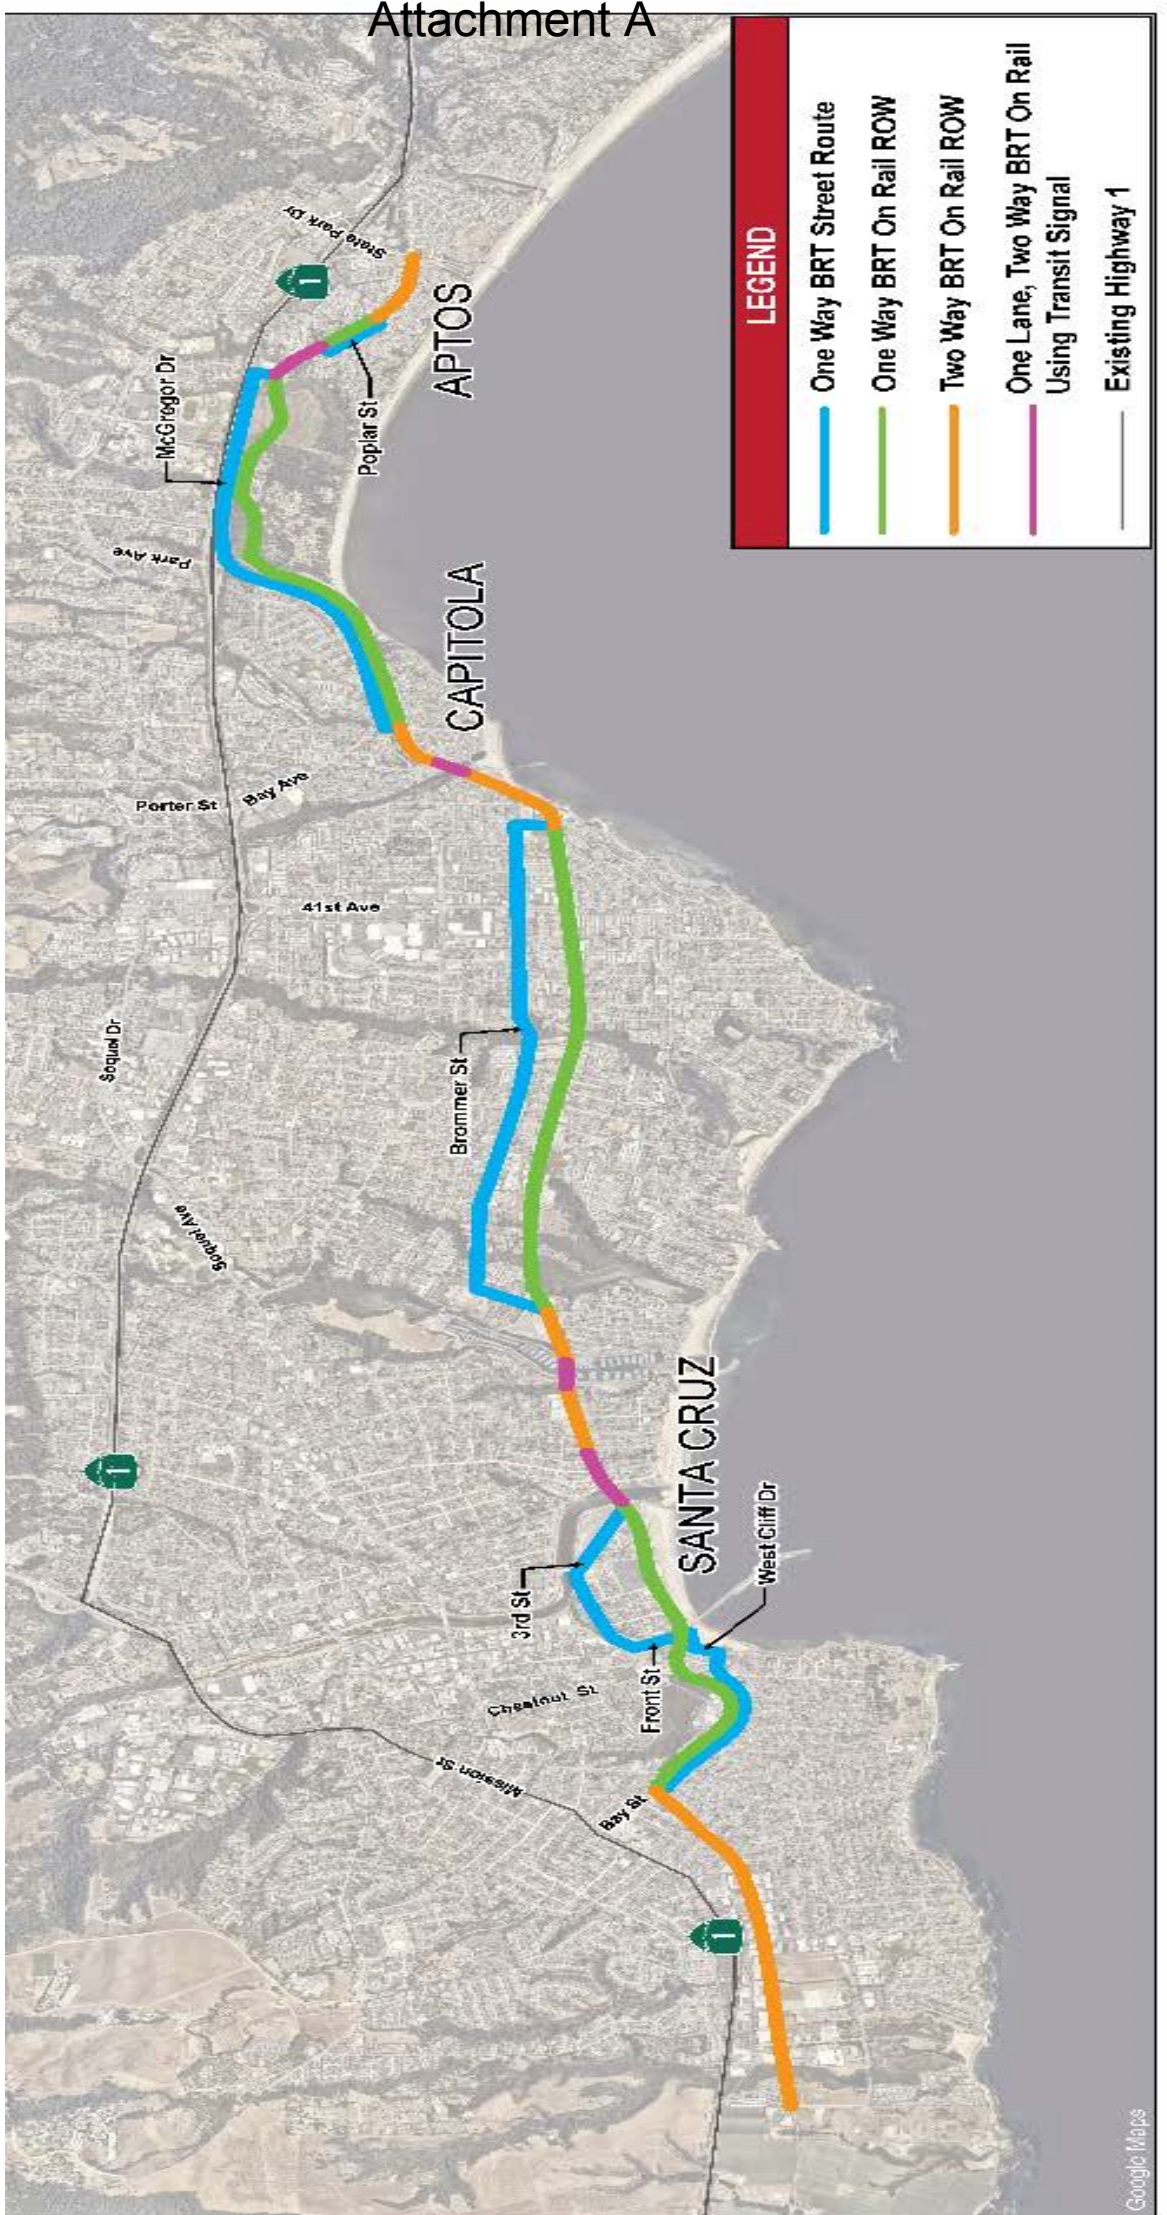 Attachment A
LEGEND
One Way BRT Street Route
One Way BRT On Rail ROW
Two Way BRT On Rail ROW
One Lane, Two Way BRT On Rail
Using Transit Signal
Existing Highway 1
1
Mission St
Bay St
Chestnut St
Front St
3rd St
West Cliff Dr
SANTA CRUZ
1
Soquel Ave
Soquel Dr
Brommer St
41st Ave
Porter St
Bay Ave
CAPITOLA
Park Ave
McGregor Dr
Poplar St
APTOS
1
State Park Dr
Google Maps